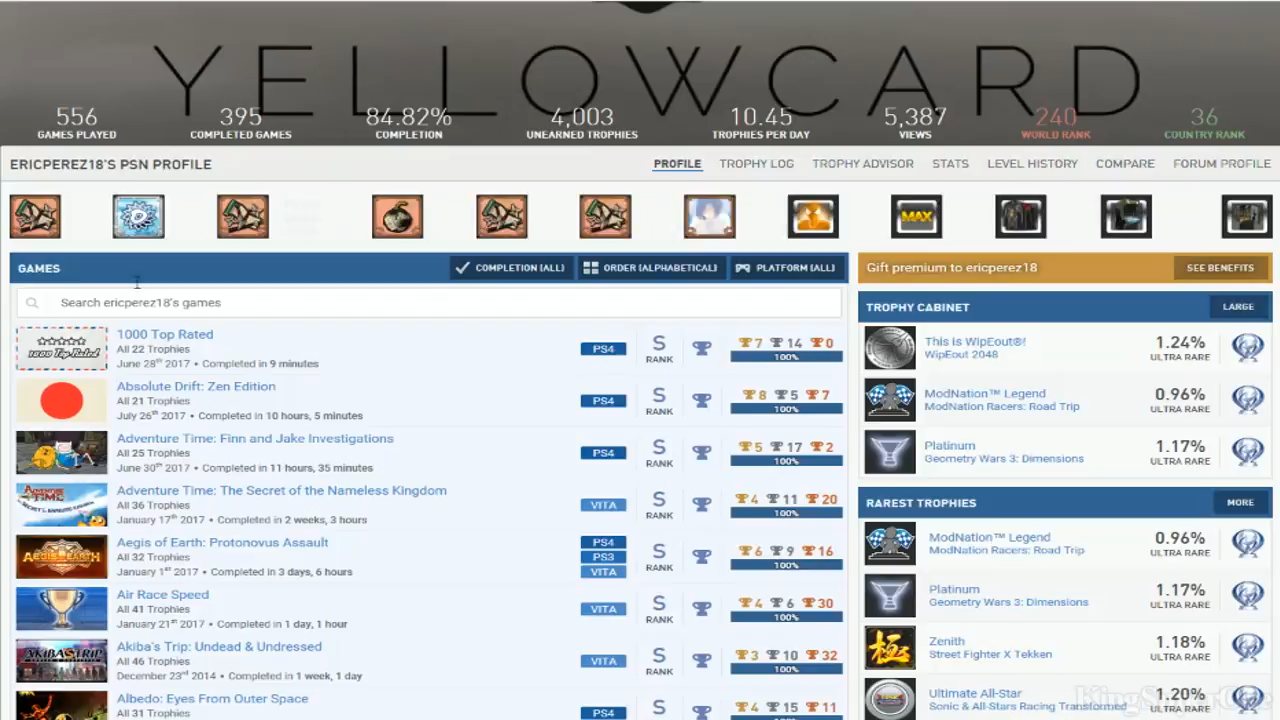 YELLOWCARD
556 395 84.82% 4,003 10.45 5,387 240 36
GAMES PLAYED COMPLETED GAMES COMPLETION UNEARNED TROPHIES TROPHIES PER DAY VIEWS WORLD RANK COUNTRY RANK
ERICPEREZ18'S PSN PROFILE PROFILE TROPHY LOG TROPHY ADVISOR STATS LEVEL HISTORY COMPARE FORUM PROFILE
MAX
GAMES COMPLETION (ALL) ORDER (ALPHABETICAL) PLATFORM (ALL)
Search ericperez18's games
1000 Top Rated
All 22 Trophies
June 28th 2017 • Completed in 9 minutes
PS4 S RANK 7 14 0
100%
Absolute Drift: Zen Edition
All 21 Trophies
July 26th 2017 • Completed in 10 hours, 5 minutes
PS4 S RANK 8 5 7
100%
Adventure Time: Finn and Jake Investigations
All 25 Trophies
June 30th 2017 • Completed in 11 hours, 35 minutes
PS4 S RANK 5 17 2
100%
Adventure Time: The Secret of the Nameless Kingdom
All 36 Trophies
January 17th 2017 • Completed in 2 weeks, 3 hours
VITA S RANK 4 11 20
100%
Aegis of Earth: Protonovus Assault
All 32 Trophies
January 1st 2017 • Completed in 3 days, 6 hours
PS4
PS3
VITA
S RANK 6 9 16
100%
Air Race Speed
All 41 Trophies
January 21st 2017 • Completed in 1 day, 1 hour
VITA S RANK 4 6 30
100%
Akiba's Trip: Undead & Undressed
All 46 Trophies
December 23rd 2014 • Completed in 1 week, 1 day
VITA S RANK 3 10 32
100%
Albedo: Eyes From Outer Space
All 31 Trophies
PS4 S 4 15 11
100%
Gift premium to ericperez18 SEE BENEFITS
TROPHY CABINET LARGE
This is WipEout®! 1.24%
WipEout 2048 ULTRA RARE
ModNation™ Legend 0.96%
ModNation Racers: Road Trip ULTRA RARE
Platinum 1.17%
Geometry Wars 3: Dimensions ULTRA RARE
RAREST TROPHIES MORE
ModNation™ Legend 0.96%
ModNation Racers: Road Trip ULTRA RARE
Platinum 1.17%
Geometry Wars 3: Dimensions ULTRA RARE
Zenith 1.18%
Street Fighter X Tekken ULTRA RARE
Ultimate All-Star 1.20%
Sonic & All-Stars Racing Transformed ULTRA RARE